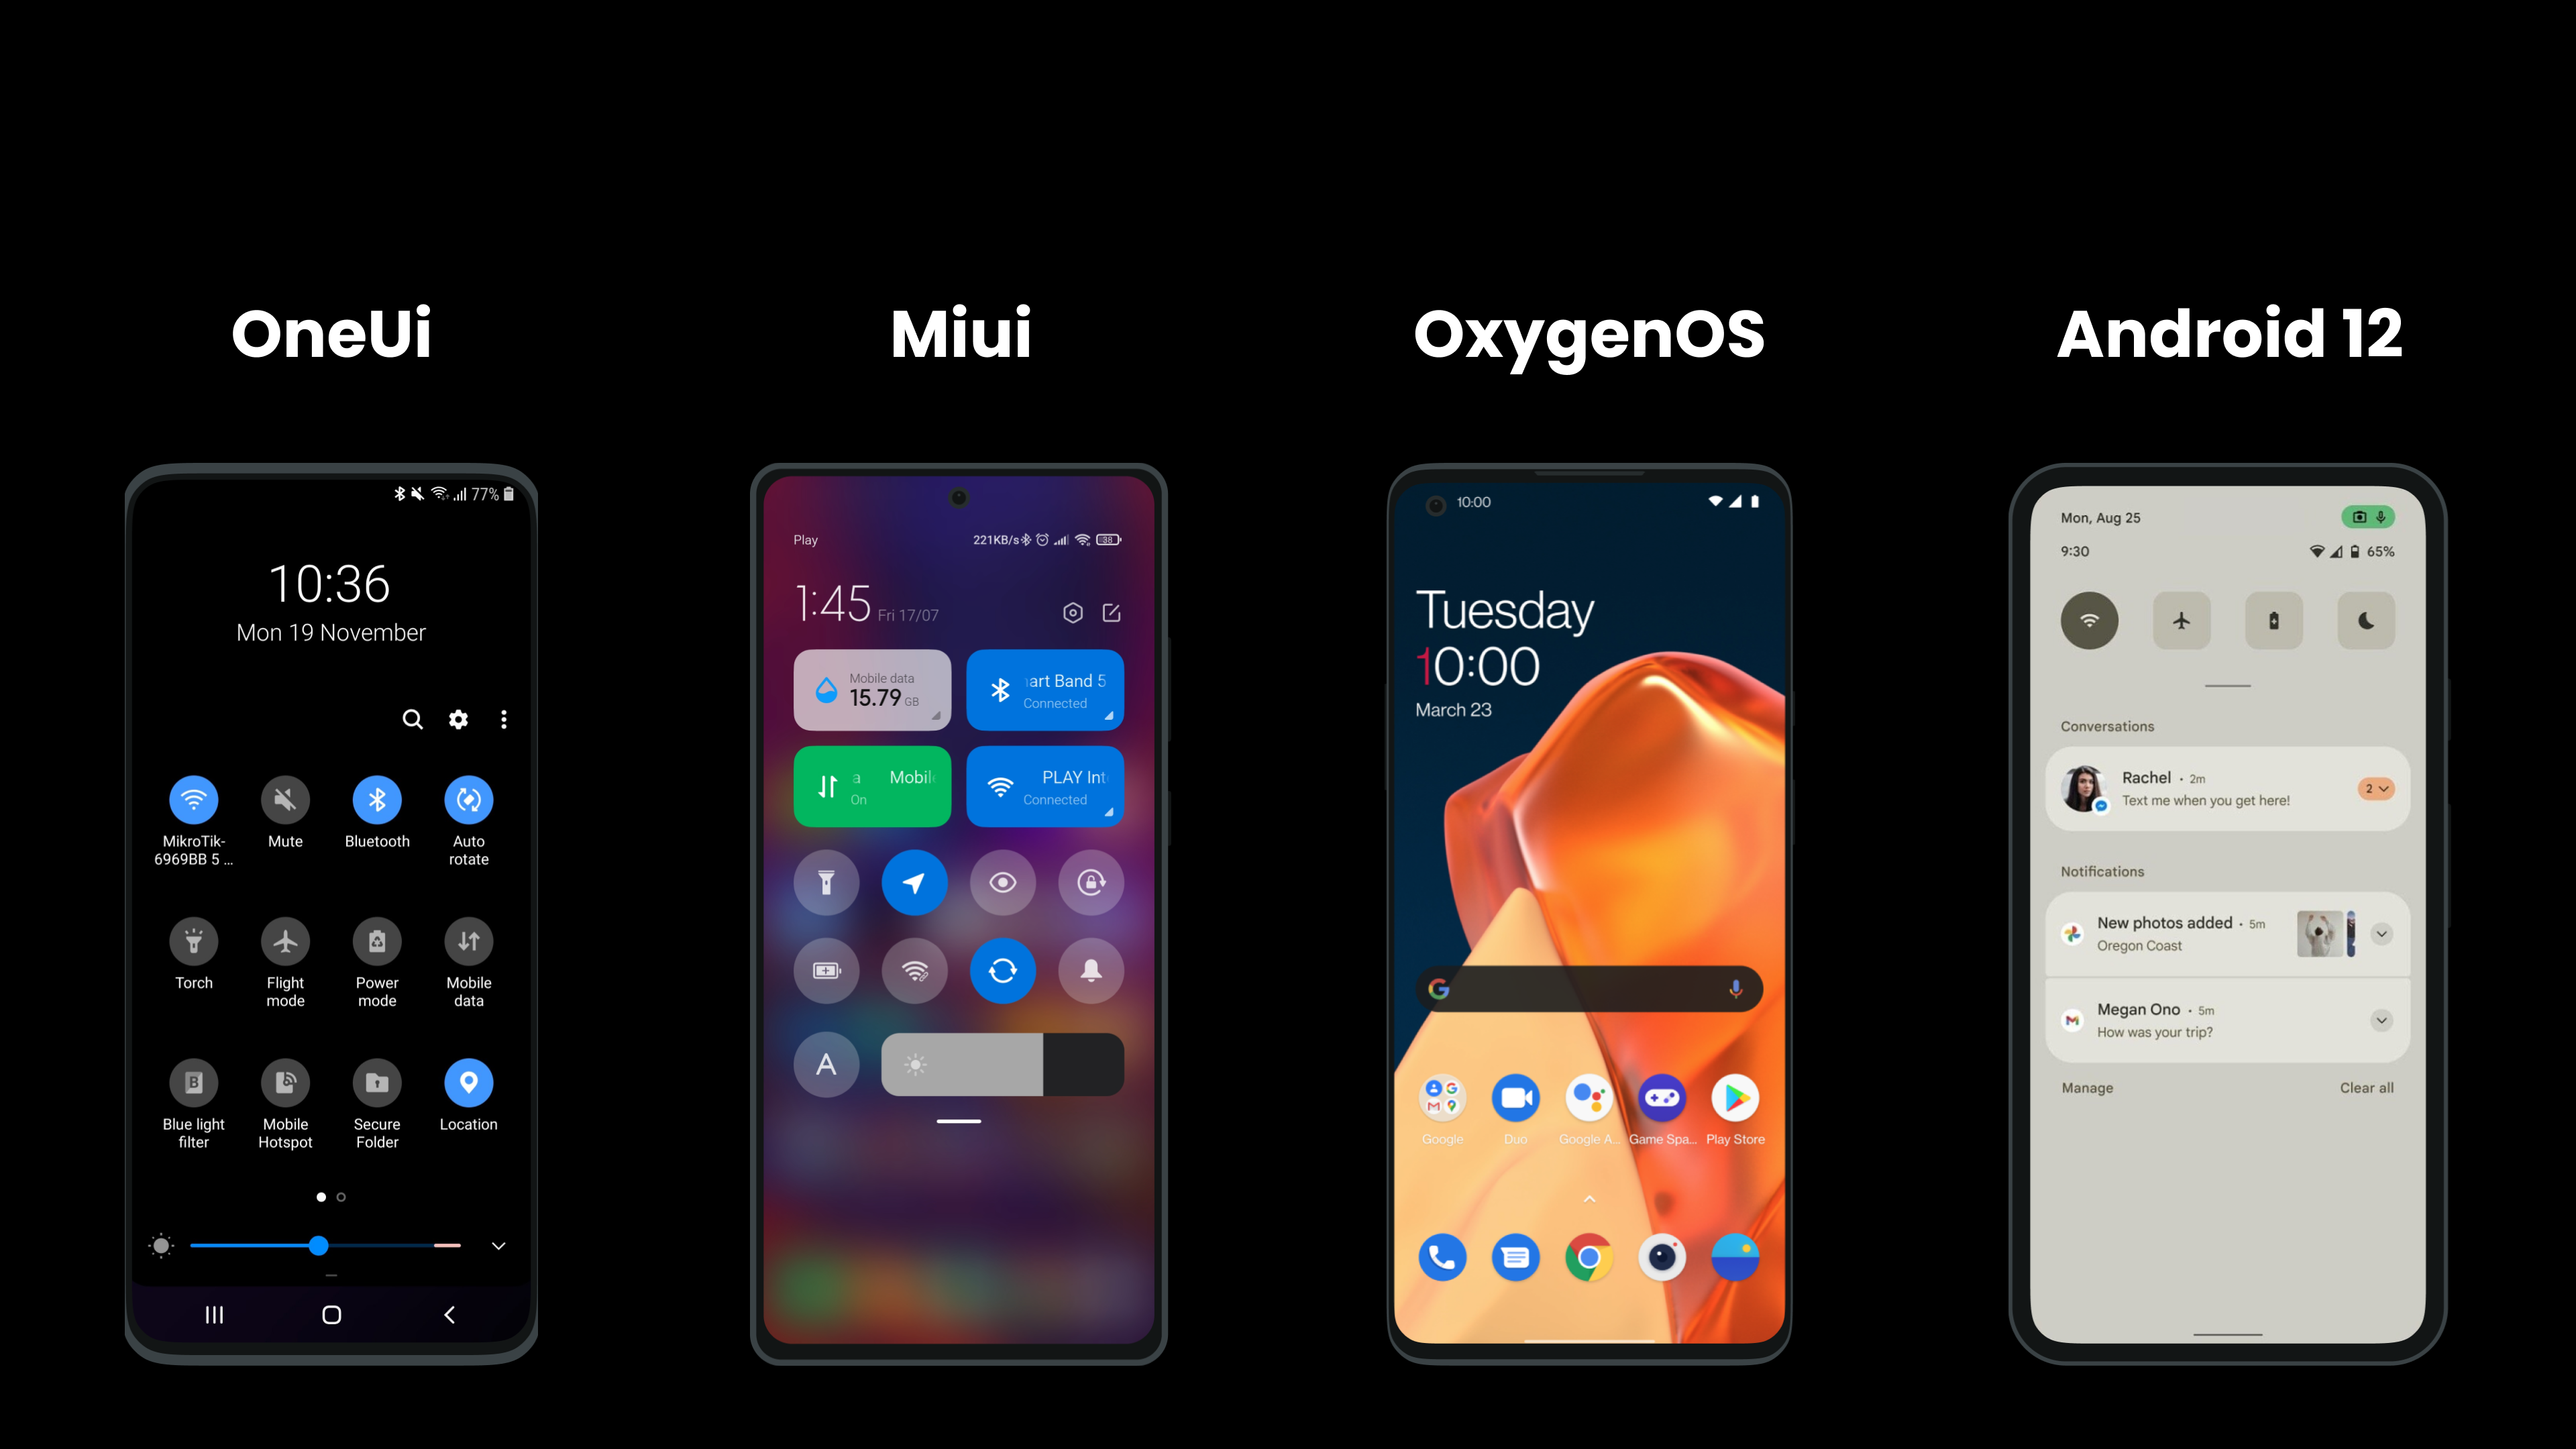 OneUi
Miui
OxygenOS
Android 12
77%
10:36
Mon 19 November
MikroTik-
6969BB 5 ...
Mute
Bluetooth
Auto
rotate
Torch
Flight
mode
Power
mode
Mobile
data
B
Blue light
filter
Mobile
Hotspot
Secure
Folder
Location
Play
221KB/s
38
1:45 Fri 17/07
Mobile data
15.79 GB
art Band 5
Connected
a Mobil
On
PLAY Int
Connected
A
10:00
Tuesday
10:00
March 23
Google
Duo
Google A...
Game Spa...
Play Store
Mon, Aug 25
9:30
65%
Conversations
Rachel · 2m
Text me when you get here!
2
Notifications
New photos added · 5m
Oregon Coast
Megan Ono · 5m
How was your trip?
Manage
Clear all